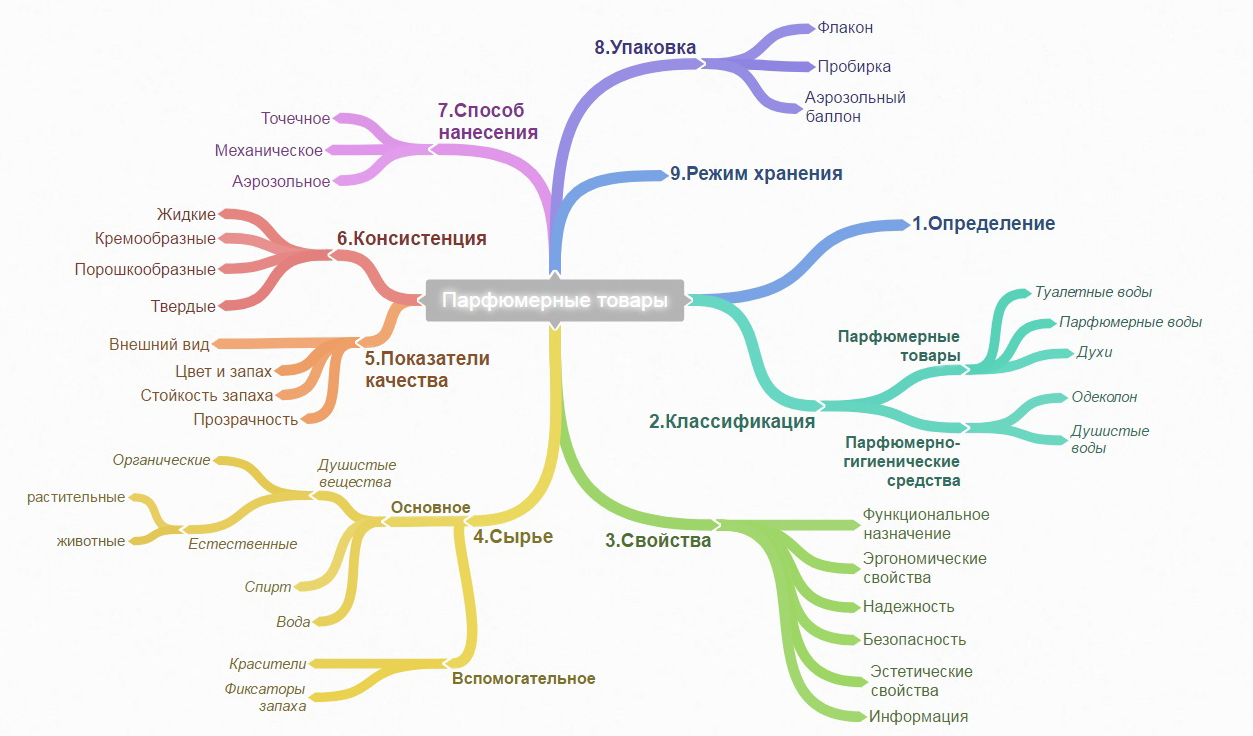 Парфюмерные товары
1.Определение
2.Классификация
Парфюмерные
товары
Туалетные воды
Парфюмерные воды
Духи
Парфюмерно-
гигиенические
средства
Одеколон
Душистые
воды
3.Свойства
Функциональное
назначение
Эргономические
свойства
Надежность
Безопасность
Эстетические
свойства
Информация
4.Сырье
Основное
Душистые
вещества
Органические
Естественные
растительные
животные
Спирт
Вода
Вспомогательное
Красители
Фиксаторы
запаха
5.Показатели
качества
Внешний вид
Цвет и запах
Стойкость запаха
Прозрачность
6.Консистенция
Жидкие
Кремообразные
Порошкообразные
Твердые
7.Способ
нанесения
Точечное
Механическое
Аэрозольное
8.Упаковка
Флакон
Пробирка
Аэрозольный
баллон
9.Режим хранения